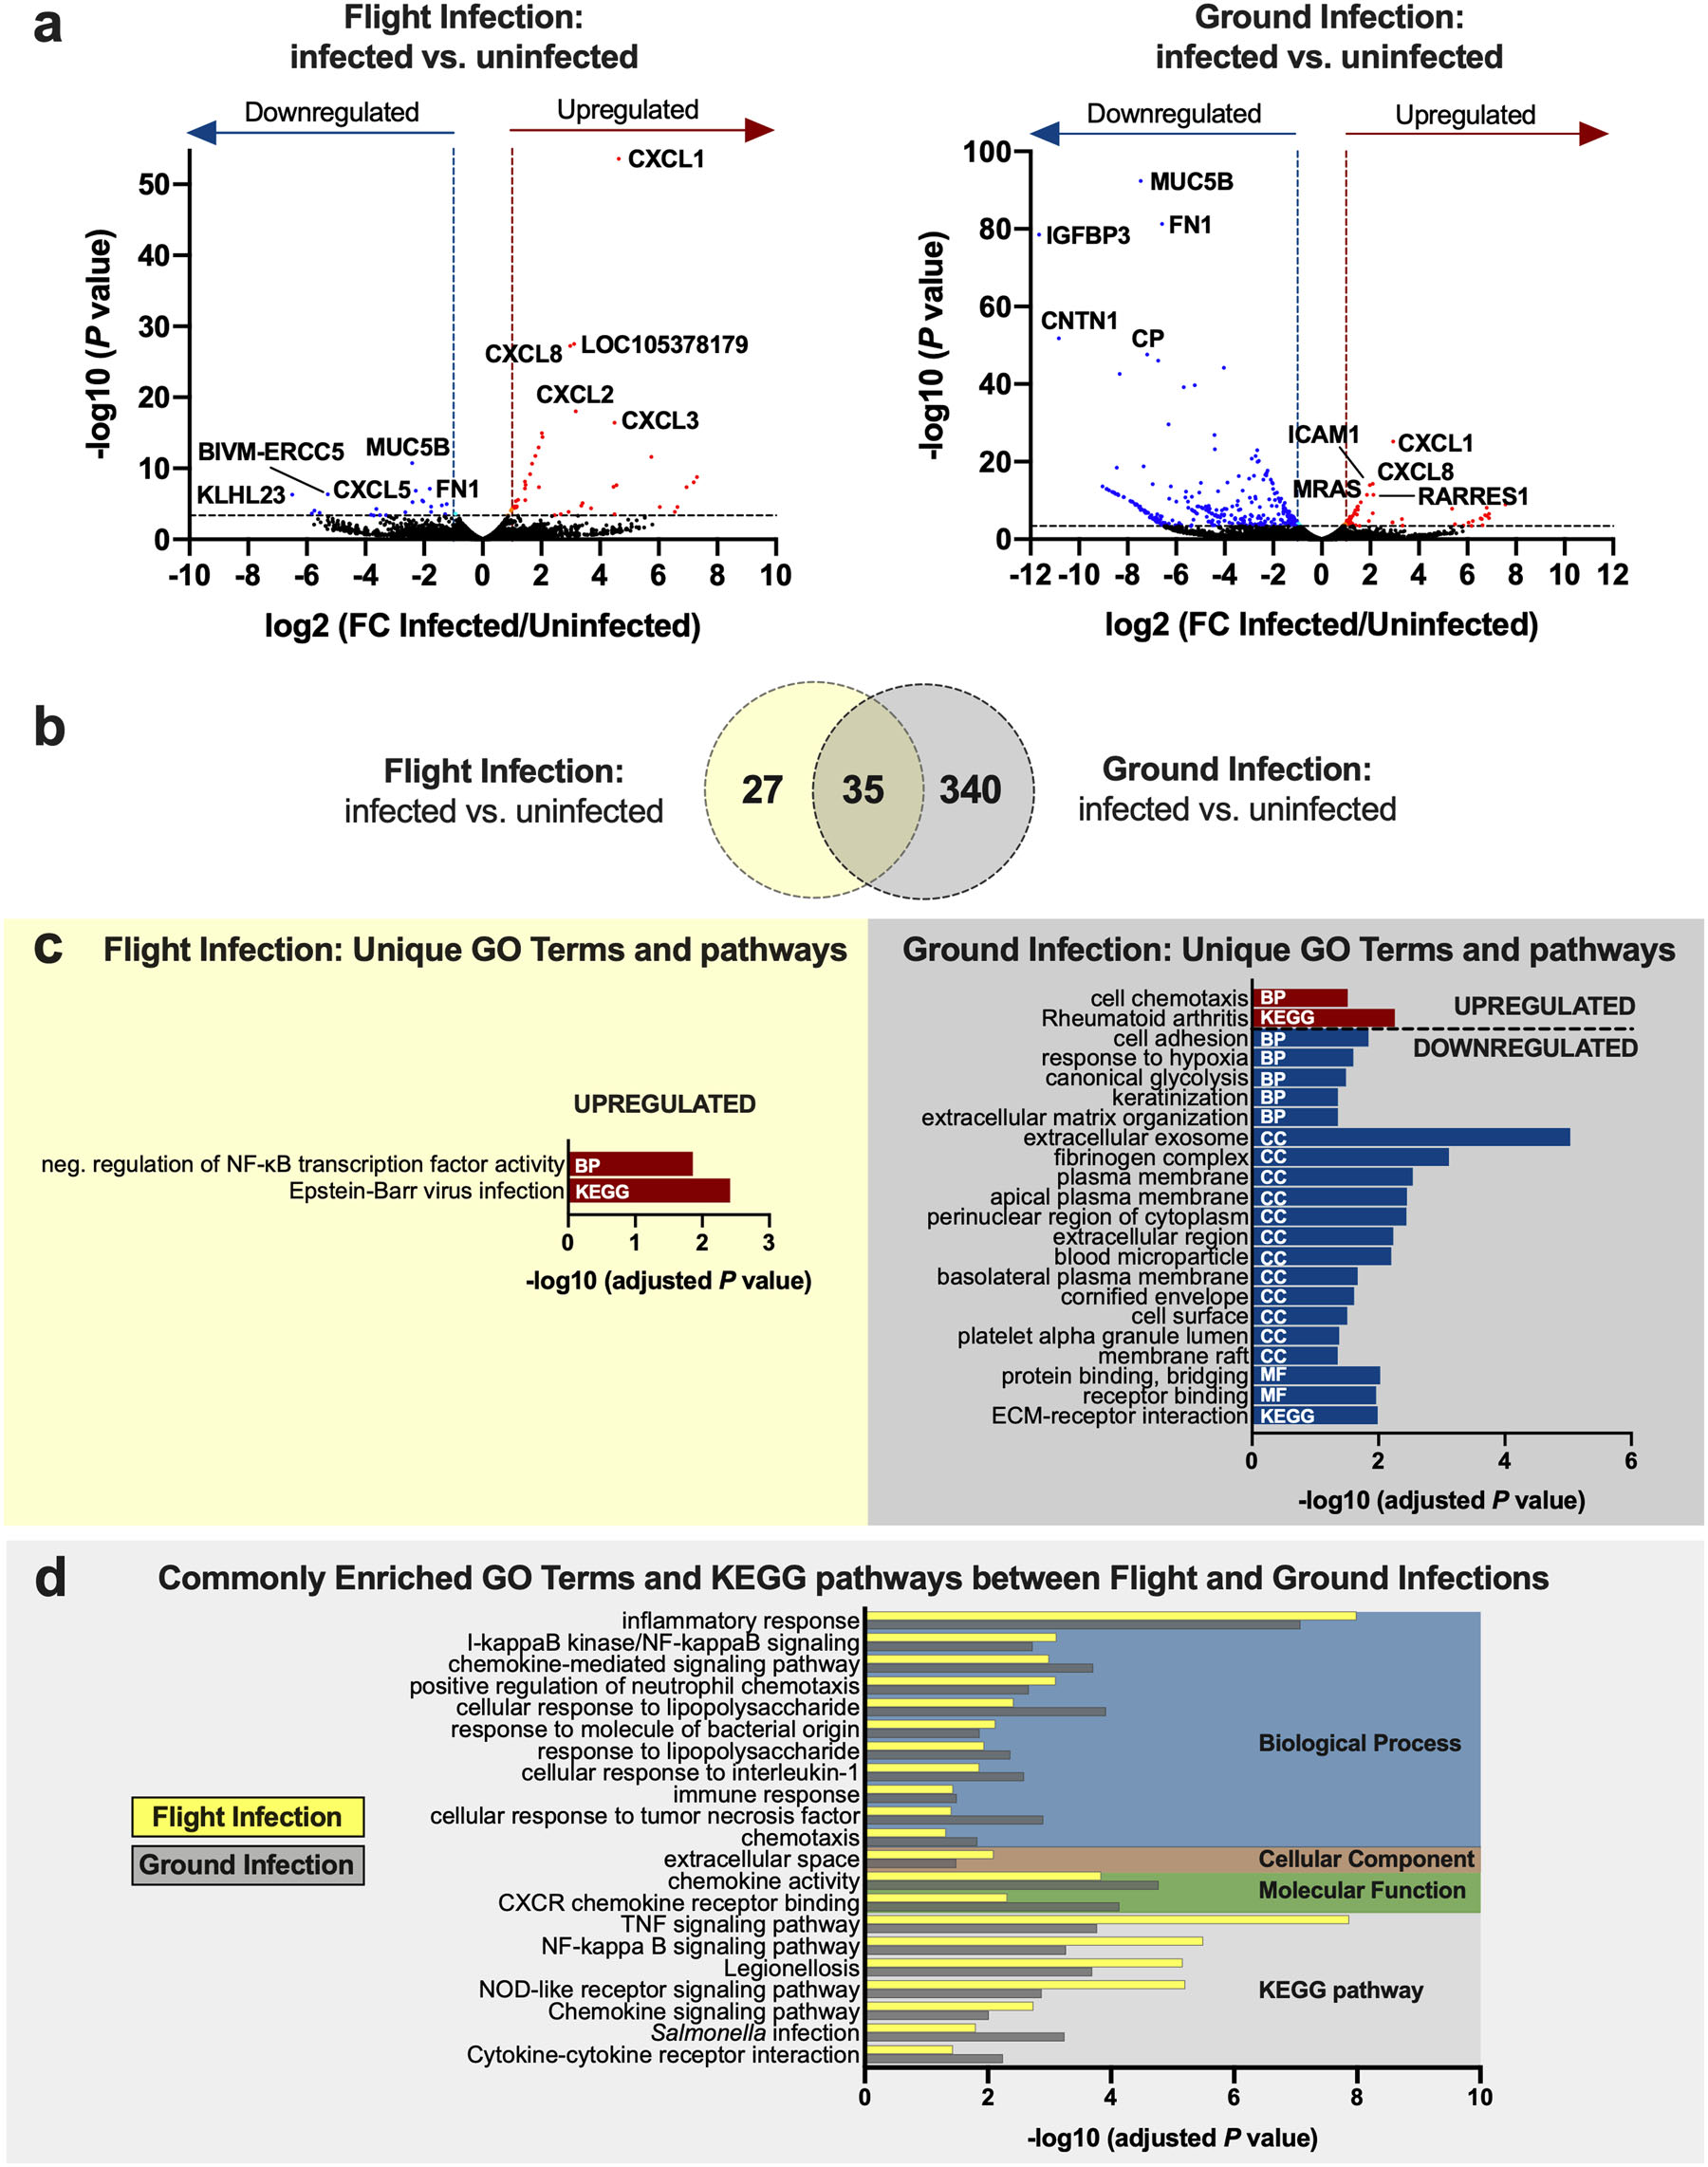 a
Flight Infection:
infected vs. uninfected
Downregulated
Upregulated
-log10 (P value)
50
40
30
20
10
0
CXCL1
CXCL8
LOC105378179
CXCL2
CXCL3
BIVM-ERCC5
MUC5B
KLHL23
CXCL5
FN1
-10 -8 -6 -4 -2 0 2 4 6 8 10
log2 (FC Infected/Uninfected)
Ground Infection:
infected vs. uninfected
Downregulated
Upregulated
-log10 (P value)
100
80
60
40
20
0
MUC5B
FN1
IGFBP3
CNTN1
CP
ICAM1
CXCL1
CXCL8
MRAS
RARRES1
-12 -10 -8 -6 -4 -2 0 2 4 6 8 10 12
log2 (FC Infected/Uninfected)
b
Flight Infection:
infected vs. uninfected
27
35
340
Ground Infection:
infected vs. uninfected
c
Flight Infection: Unique GO Terms and pathways
UPREGULATED
neg. regulation of NF-κB transcription factor activity BP
Epstein-Barr virus infection KEGG
0 1 2 3
-log10 (adjusted P value)
Ground Infection: Unique GO Terms and pathways
UPREGULATED
DOWNREGULATED
cell chemotaxis BP
Rheumatoid arthritis KEGG
cell adhesion BP
response to hypoxia BP
canonical glycolysis BP
keratinization BP
extracellular matrix organization BP
extracellular exosome CC
fibrinogen complex CC
plasma membrane CC
apical plasma membrane CC
perinuclear region of cytoplasm CC
extracellular region CC
blood microparticle CC
basolateral plasma membrane CC
cornified envelope CC
cell surface CC
platelet alpha granule lumen CC
membrane raft CC
protein binding, bridging MF
receptor binding MF
ECM-receptor interaction KEGG
0 2 4 6
-log10 (adjusted P value)
d
Commonly Enriched GO Terms and KEGG pathways between Flight and Ground Infections
Flight Infection
Ground Infection
inflammatory response
I-kappaB kinase/NF-kappaB signaling
chemokine-mediated signaling pathway
positive regulation of neutrophil chemotaxis
cellular response to lipopolysaccharide
response to molecule of bacterial origin
response to lipopolysaccharide
cellular response to interleukin-1
immune response
cellular response to tumor necrosis factor
chemotaxis
extracellular space
chemokine activity
CXCR chemokine receptor binding
TNF signaling pathway
NF-kappa B signaling pathway
Legionellosis
NOD-like receptor signaling pathway
Chemokine signaling pathway
Salmonella infection
Cytokine-cytokine receptor interaction
Biological Process
Cellular Component
Molecular Function
KEGG pathway
0 2 4 6 8 10
-log10 (adjusted P value)